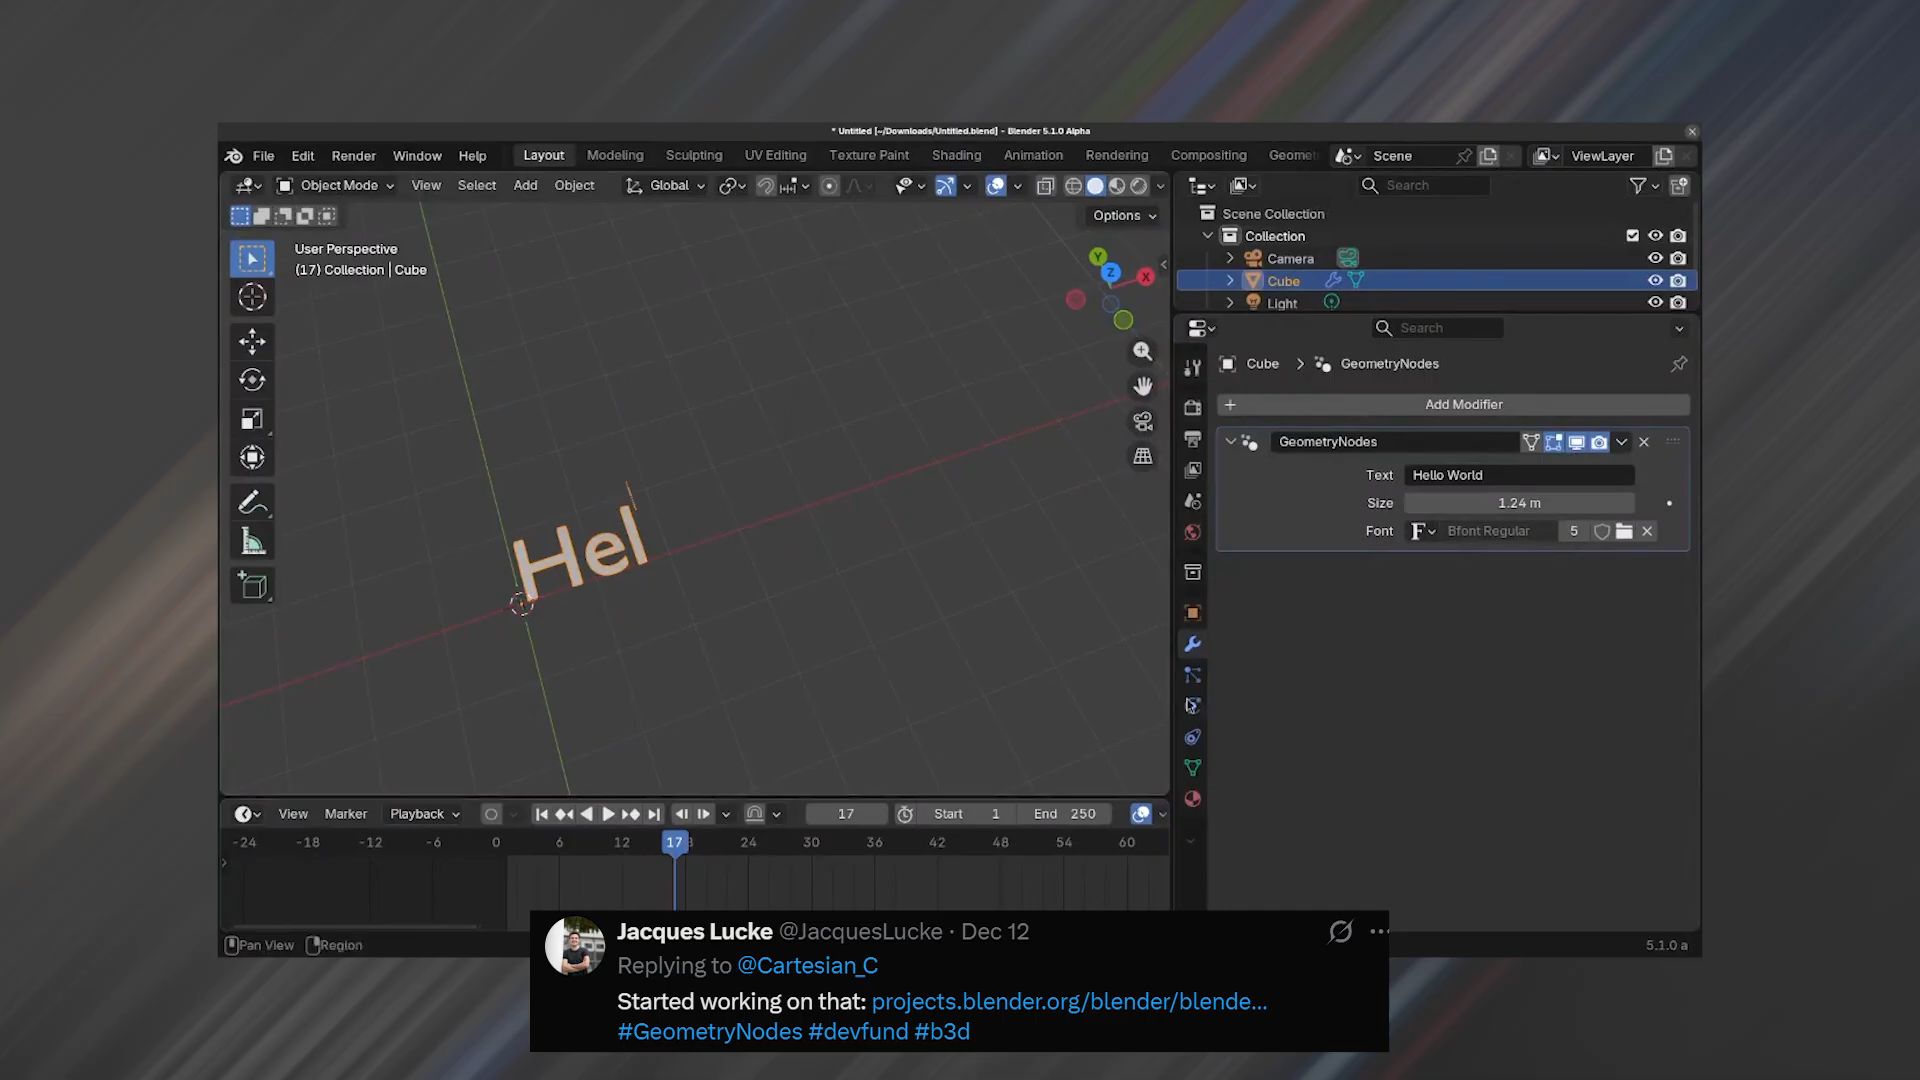 * Untitled [~/Downloads/Untitled.blend] - Blender 5.1.0 Alpha
File Edit Render Window Help Layout Modeling Sculpting UV Editing Texture Paint Shading Animation Rendering Compositing Geomet Scene ViewLayer
Object Mode View Select Add Object Global
Search
Options
User Perspective
(17) Collection | Cube
Y
Z
X
Hel
Scene Collection
Collection
Camera
Cube
Light
Search
Cube > GeometryNodes
+ Add Modifier
GeometryNodes
Text Hello World
Size 1.24 m
Font F Bfont Regular 5
View Marker Playback 17 Start 1 End 250
-24 -18 -12 -6 0 6 12 17 24 30 36 42 48 54 60
Pan View Region
5.1.0 a
Jacques Lucke @JacquesLucke · Dec 12
Replying to @Cartesian_C
Started working on that: projects.blender.org/blender/blende...
#GeometryNodes #devfund #b3d